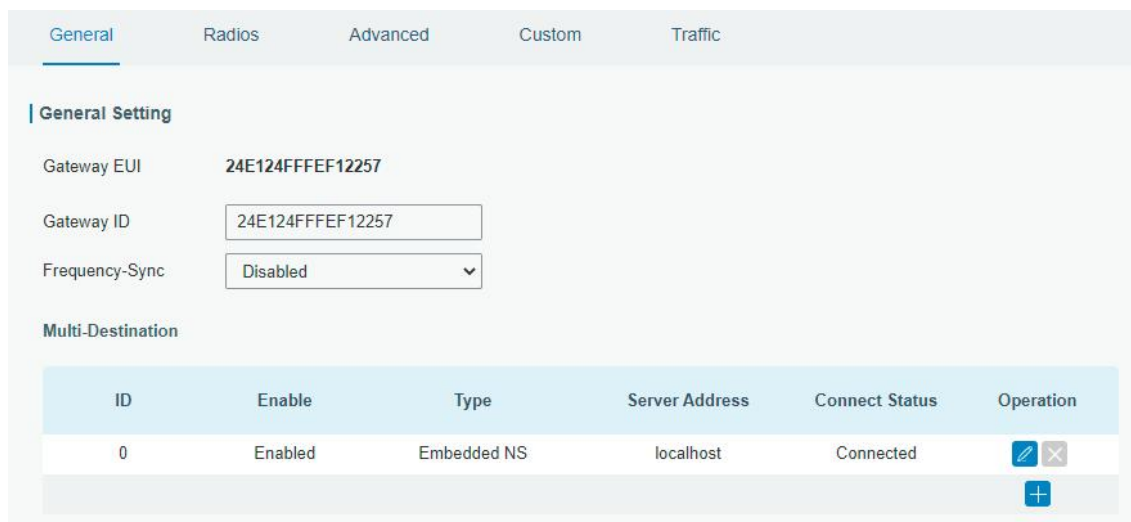 General Radios Advanced Custom Traffic
General Setting
Gateway EUI 24E124FFFEF12257
Gateway ID 24E124FFFEF12257
Frequency-Sync Disabled
Multi-Destination
ID Enable Type Server Address Connect Status Operation
0 Enabled Embedded NS localhost Connected